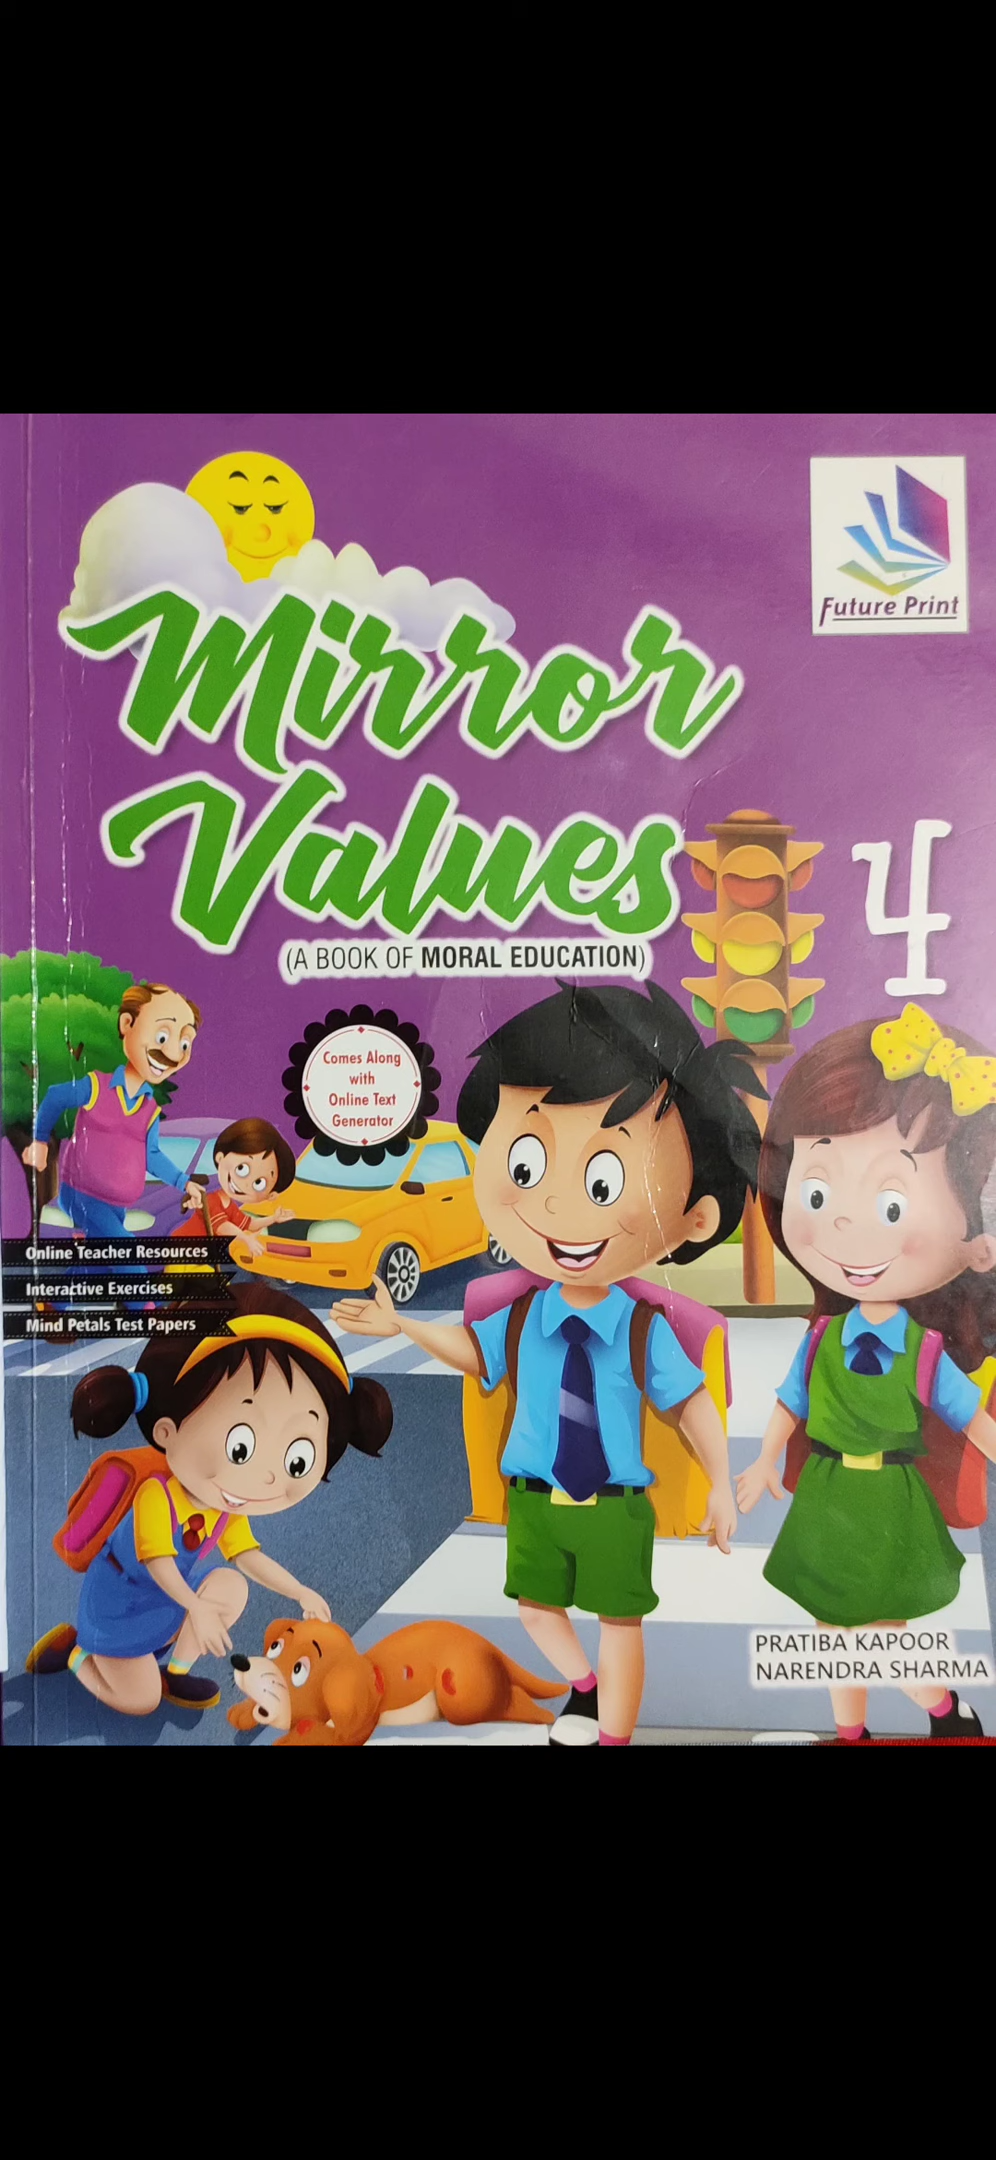 Future Print
Mirror
Values
(A BOOK OF MORAL EDUCATION)
4
Comes Along
with
Online Text
Generator
Online Teacher Resources
Interactive Exercises
Mind Petals Test Papers
PRATIBA KAPOOR
NARENDRA SHARMA